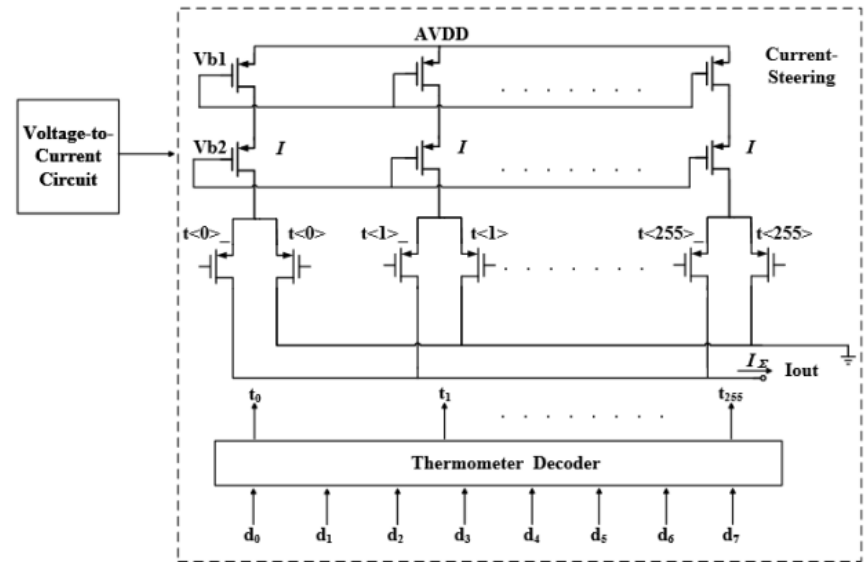 AVDD
Current-
Steering
Vb1
Voltage-to-
Current
Circuit
Vb2 I I I
t<0>_ t<0> t<1>_ t<1> t<255>_ t<255>
IΣ Iout
t0 t1 t255
Thermometer Decoder
d0 d1 d2 d3 d4 d5 d6 d7